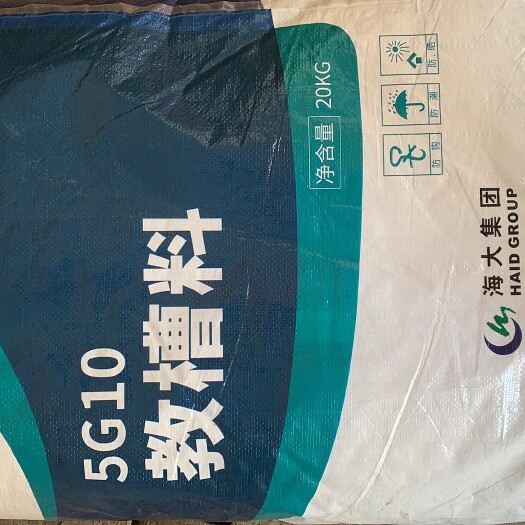 5G10
教槽料
净含量 20KG
防钩 防潮 防晒
海大集团
HAID GROUP